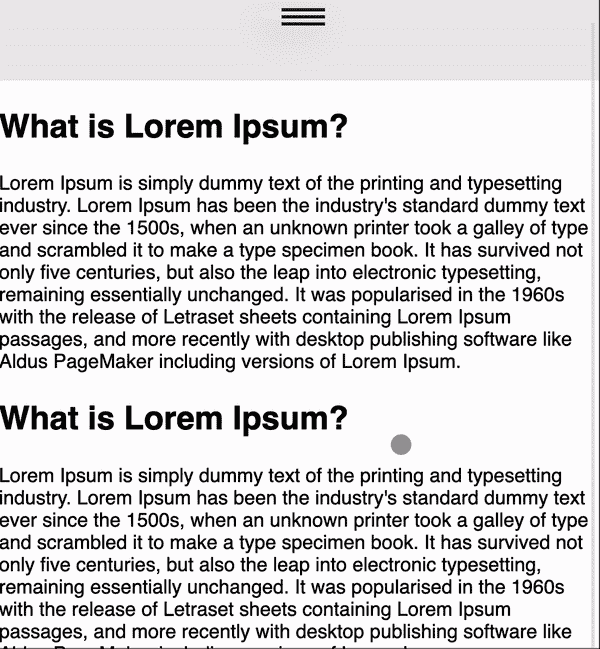 What is Lorem Ipsum?
Lorem Ipsum is simply dummy text of the printing and typesetting
industry. Lorem Ipsum has been the industry's standard dummy text
ever since the 1500s, when an unknown printer took a galley of type
and scrambled it to make a type specimen book. It has survived not
only five centuries, but also the leap into electronic typesetting,
remaining essentially unchanged. It was popularised in the 1960s
with the release of Letraset sheets containing Lorem Ipsum
passages, and more recently with desktop publishing software like
Aldus PageMaker including versions of Lorem Ipsum.
What is Lorem Ipsum?
Lorem Ipsum is simply dummy text of the printing and typesetting
industry. Lorem Ipsum has been the industry's standard dummy text
ever since the 1500s, when an unknown printer took a galley of type
and scrambled it to make a type specimen book. It has survived not
only five centuries, but also the leap into electronic typesetting,
remaining essentially unchanged. It was popularised in the 1960s
with the release of Letraset sheets containing Lorem Ipsum
passages, and more recently with desktop publishing software like